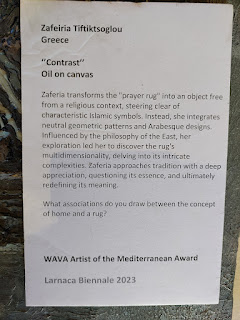 Zafeiria Tiftiktsoglou
Greece
"Contrast"
Oil on canvas
Zaferia transforms the "prayer rug" into an object free
from a religious context, steering clear of
characteristic Islamic symbols. Instead, she integrates
neutral geometric patterns and Arabesque designs.
Influenced by the philosophy of the East, her
exploration led her to discover the rug's
multidimensionality, delving into its intricate
complexities. Zaferia approaches tradition with a deep
appreciation, questioning its essence, and ultimately
redefining its meaning.
What associations do you draw between the concept
of home and a rug?
WAVA Artist of the Mediterranean Award
Larnaca Biennale 2023